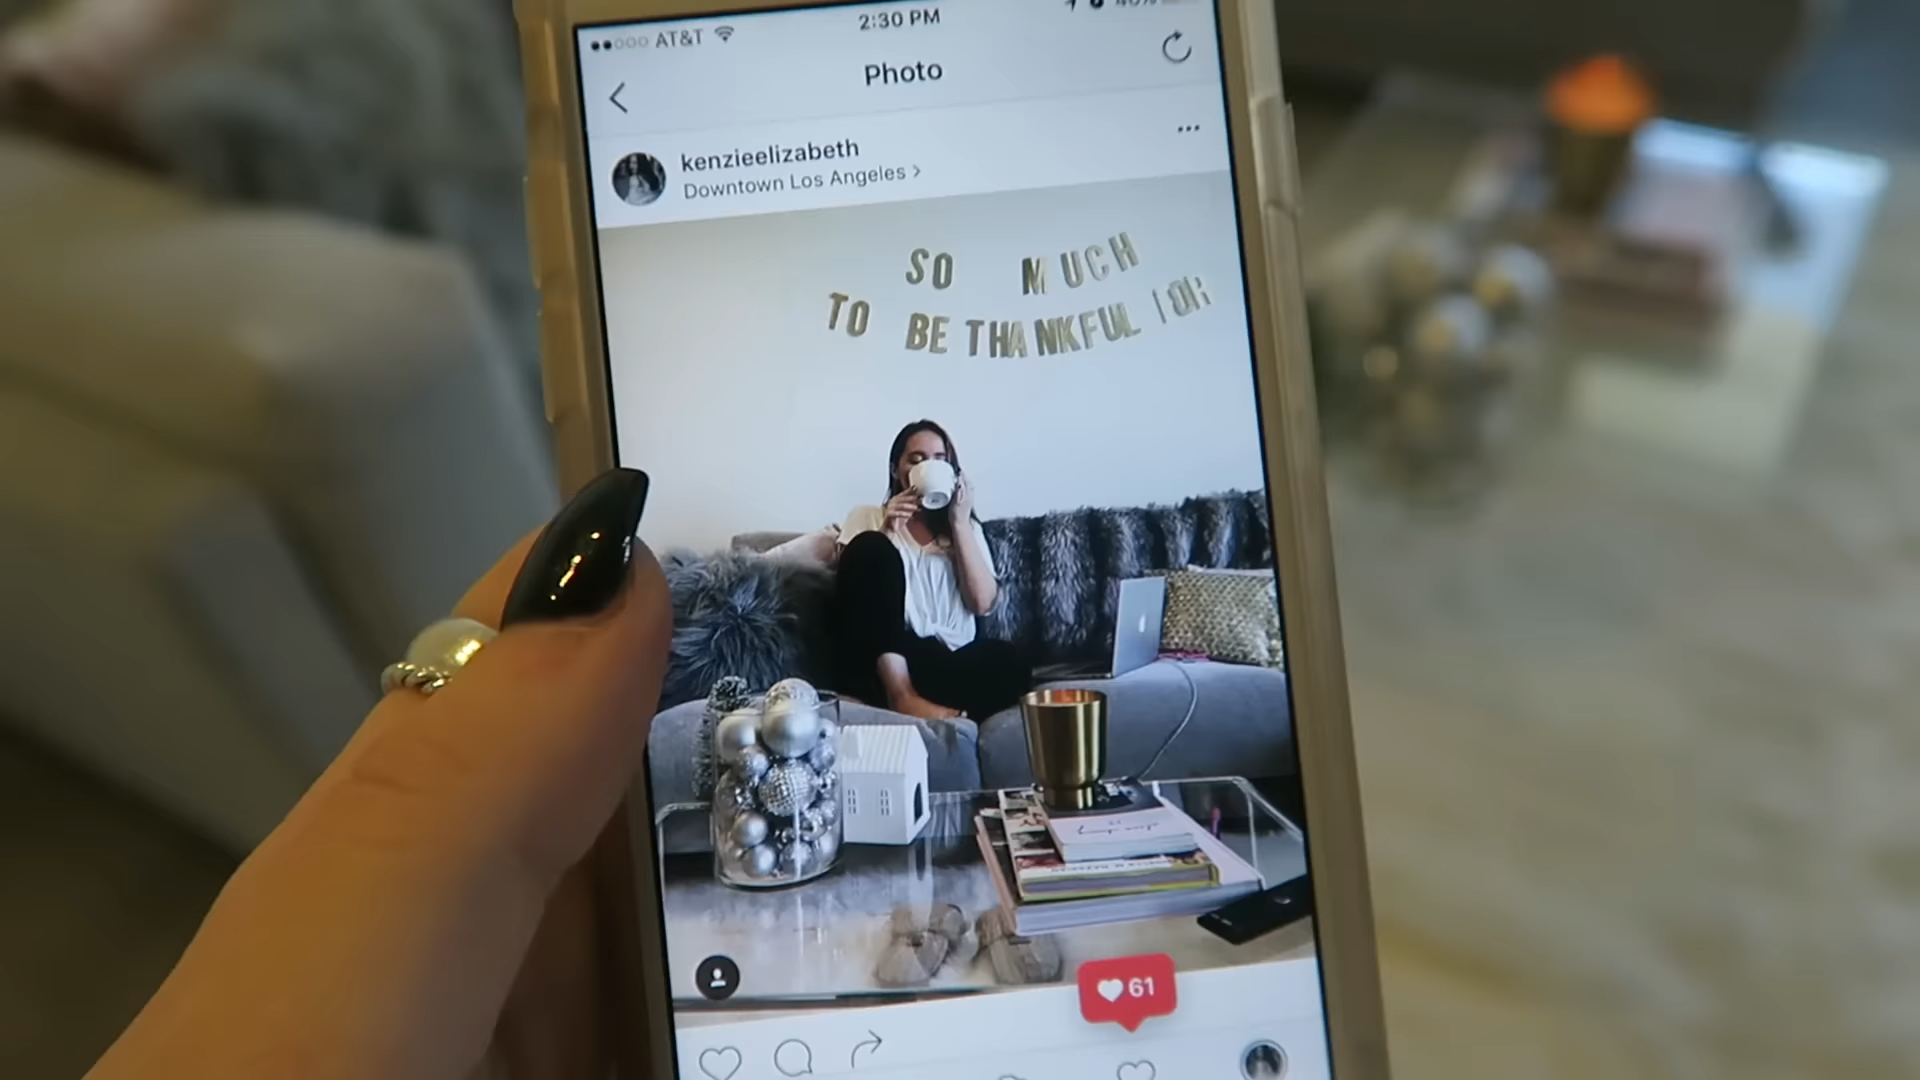 AT&T 2:30 PM
Photo
kenzieelizabeth
Downtown Los Angeles >
SO MUCH
TO BE THANKFUL FOR
61